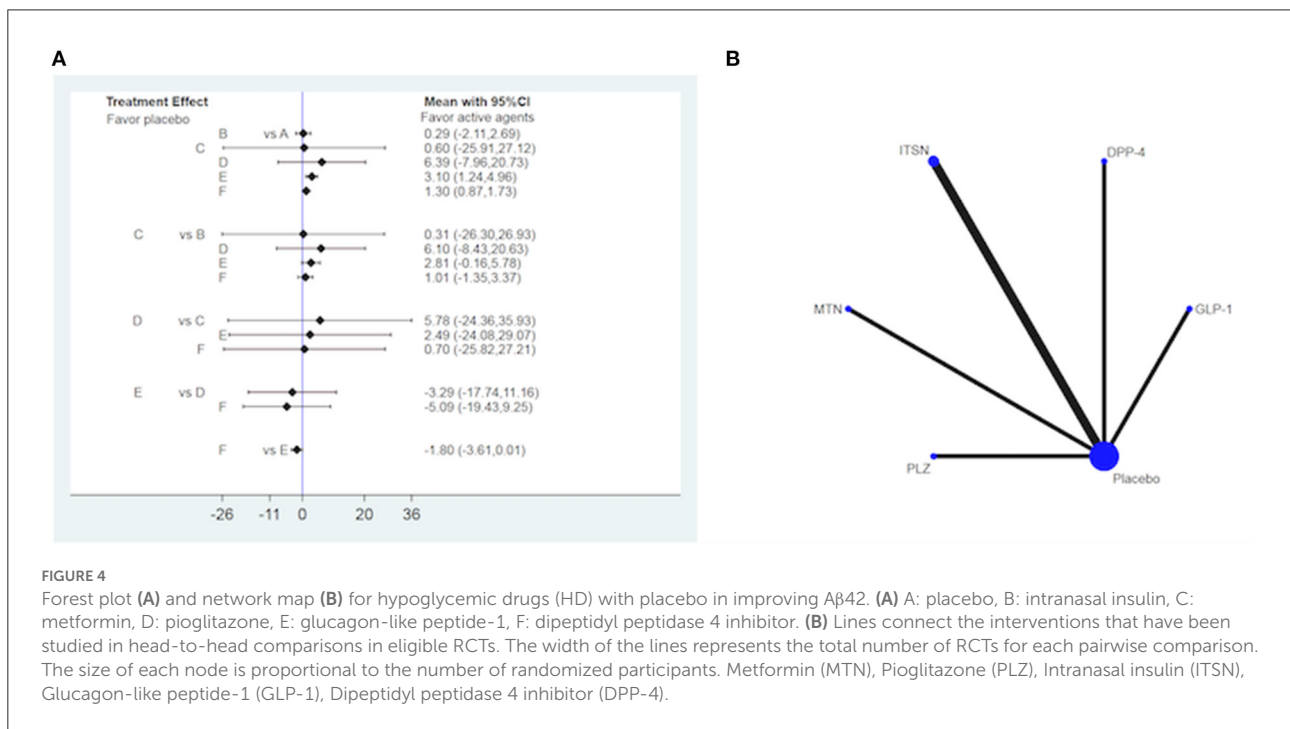 A
B
Treatment Effect Mean with 95%CI
Favor placebo Favor active agents
B vs A 0.29 (-2.11,2.69)
C 0.60 (-25.91,27.12)
D 6.39 (-7.96,20.73)
E 3.10 (1.24,4.96)
F 1.30 (0.87,1.73)
C vs B 0.31 (-26.30,26.93)
D 6.10 (-8.43,20.63)
E 2.81 (-0.16,5.78)
F 1.01 (-1.35,3.37)
D vs C 5.78 (-24.36,35.93)
E 2.49 (-24.08,29.07)
F 0.70 (-25.82,27.21)
E vs D -3.29 (-17.74,11.16)
F -5.09 (-19.43,9.25)
F vs E -1.80 (-3.61,0.01)
-26 -11 0 20 36
ITSN
DPP-4
MTN
GLP-1
PLZ
Placebo
FIGURE 4
Forest plot (A) and network map (B) for hypoglycemic drugs (HD) with placebo in improving Aβ42. (A) A: placebo, B: intranasal insulin, C:
metformin, D: pioglitazone, E: glucagon-like peptide-1, F: dipeptidyl peptidase 4 inhibitor. (B) Lines connect the interventions that have been
studied in head-to-head comparisons in eligible RCTs. The width of the lines represents the total number of RCTs for each pairwise comparison.
The size of each node is proportional to the number of randomized participants. Metformin (MTN), Pioglitazone (PLZ), Intranasal insulin (ITSN),
Glucagon-like peptide-1 (GLP-1), Dipeptidyl peptidase 4 inhibitor (DPP-4).